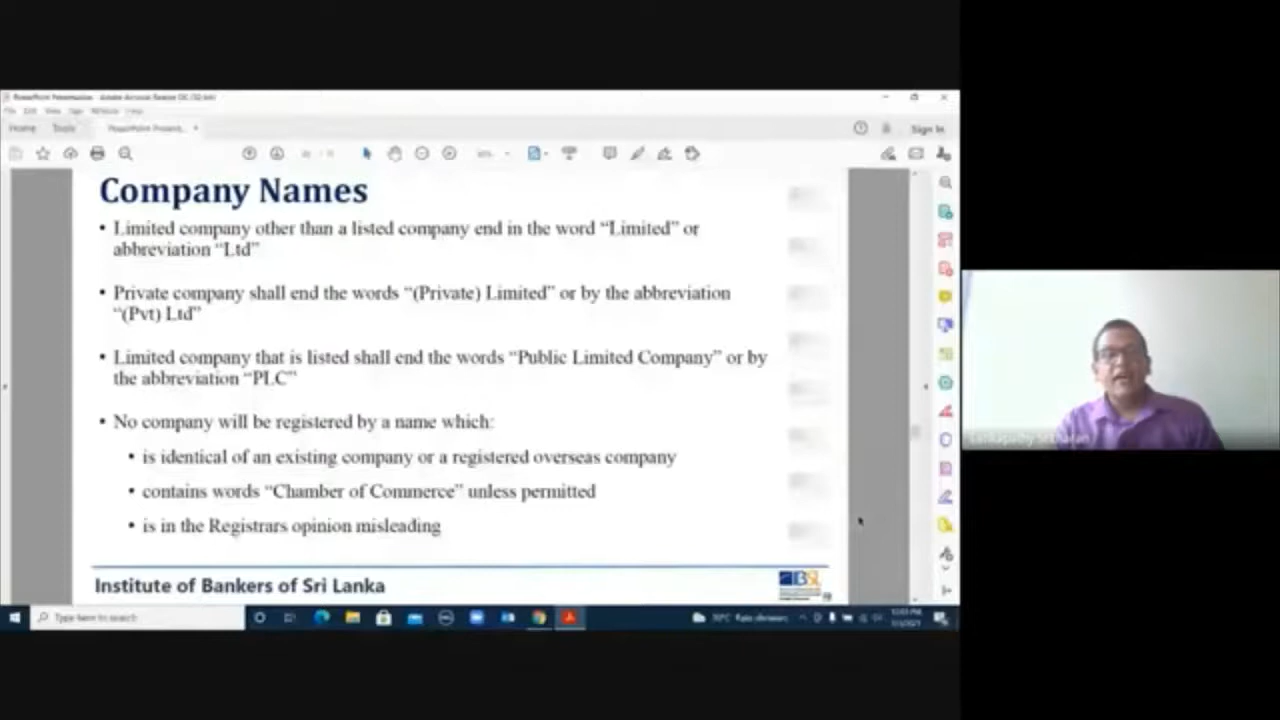 Home Tools PowerPoint Present...
Sign In
Company Names
• Limited company other than a listed company end in the word “Limited” or
abbreviation “Ltd”
• Private company shall end the words “(Private) Limited” or by the abbreviation
“(Pvt) Ltd”
• Limited company that is listed shall end the words “Public Limited Company” or by
the abbreviation “PLC”
• No company will be registered by a name which:
• is identical of an existing company or a registered overseas company
• contains words “Chamber of Commerce” unless permitted
• is in the Registrars opinion misleading
Institute of Bankers of Sri Lanka
Type here to search